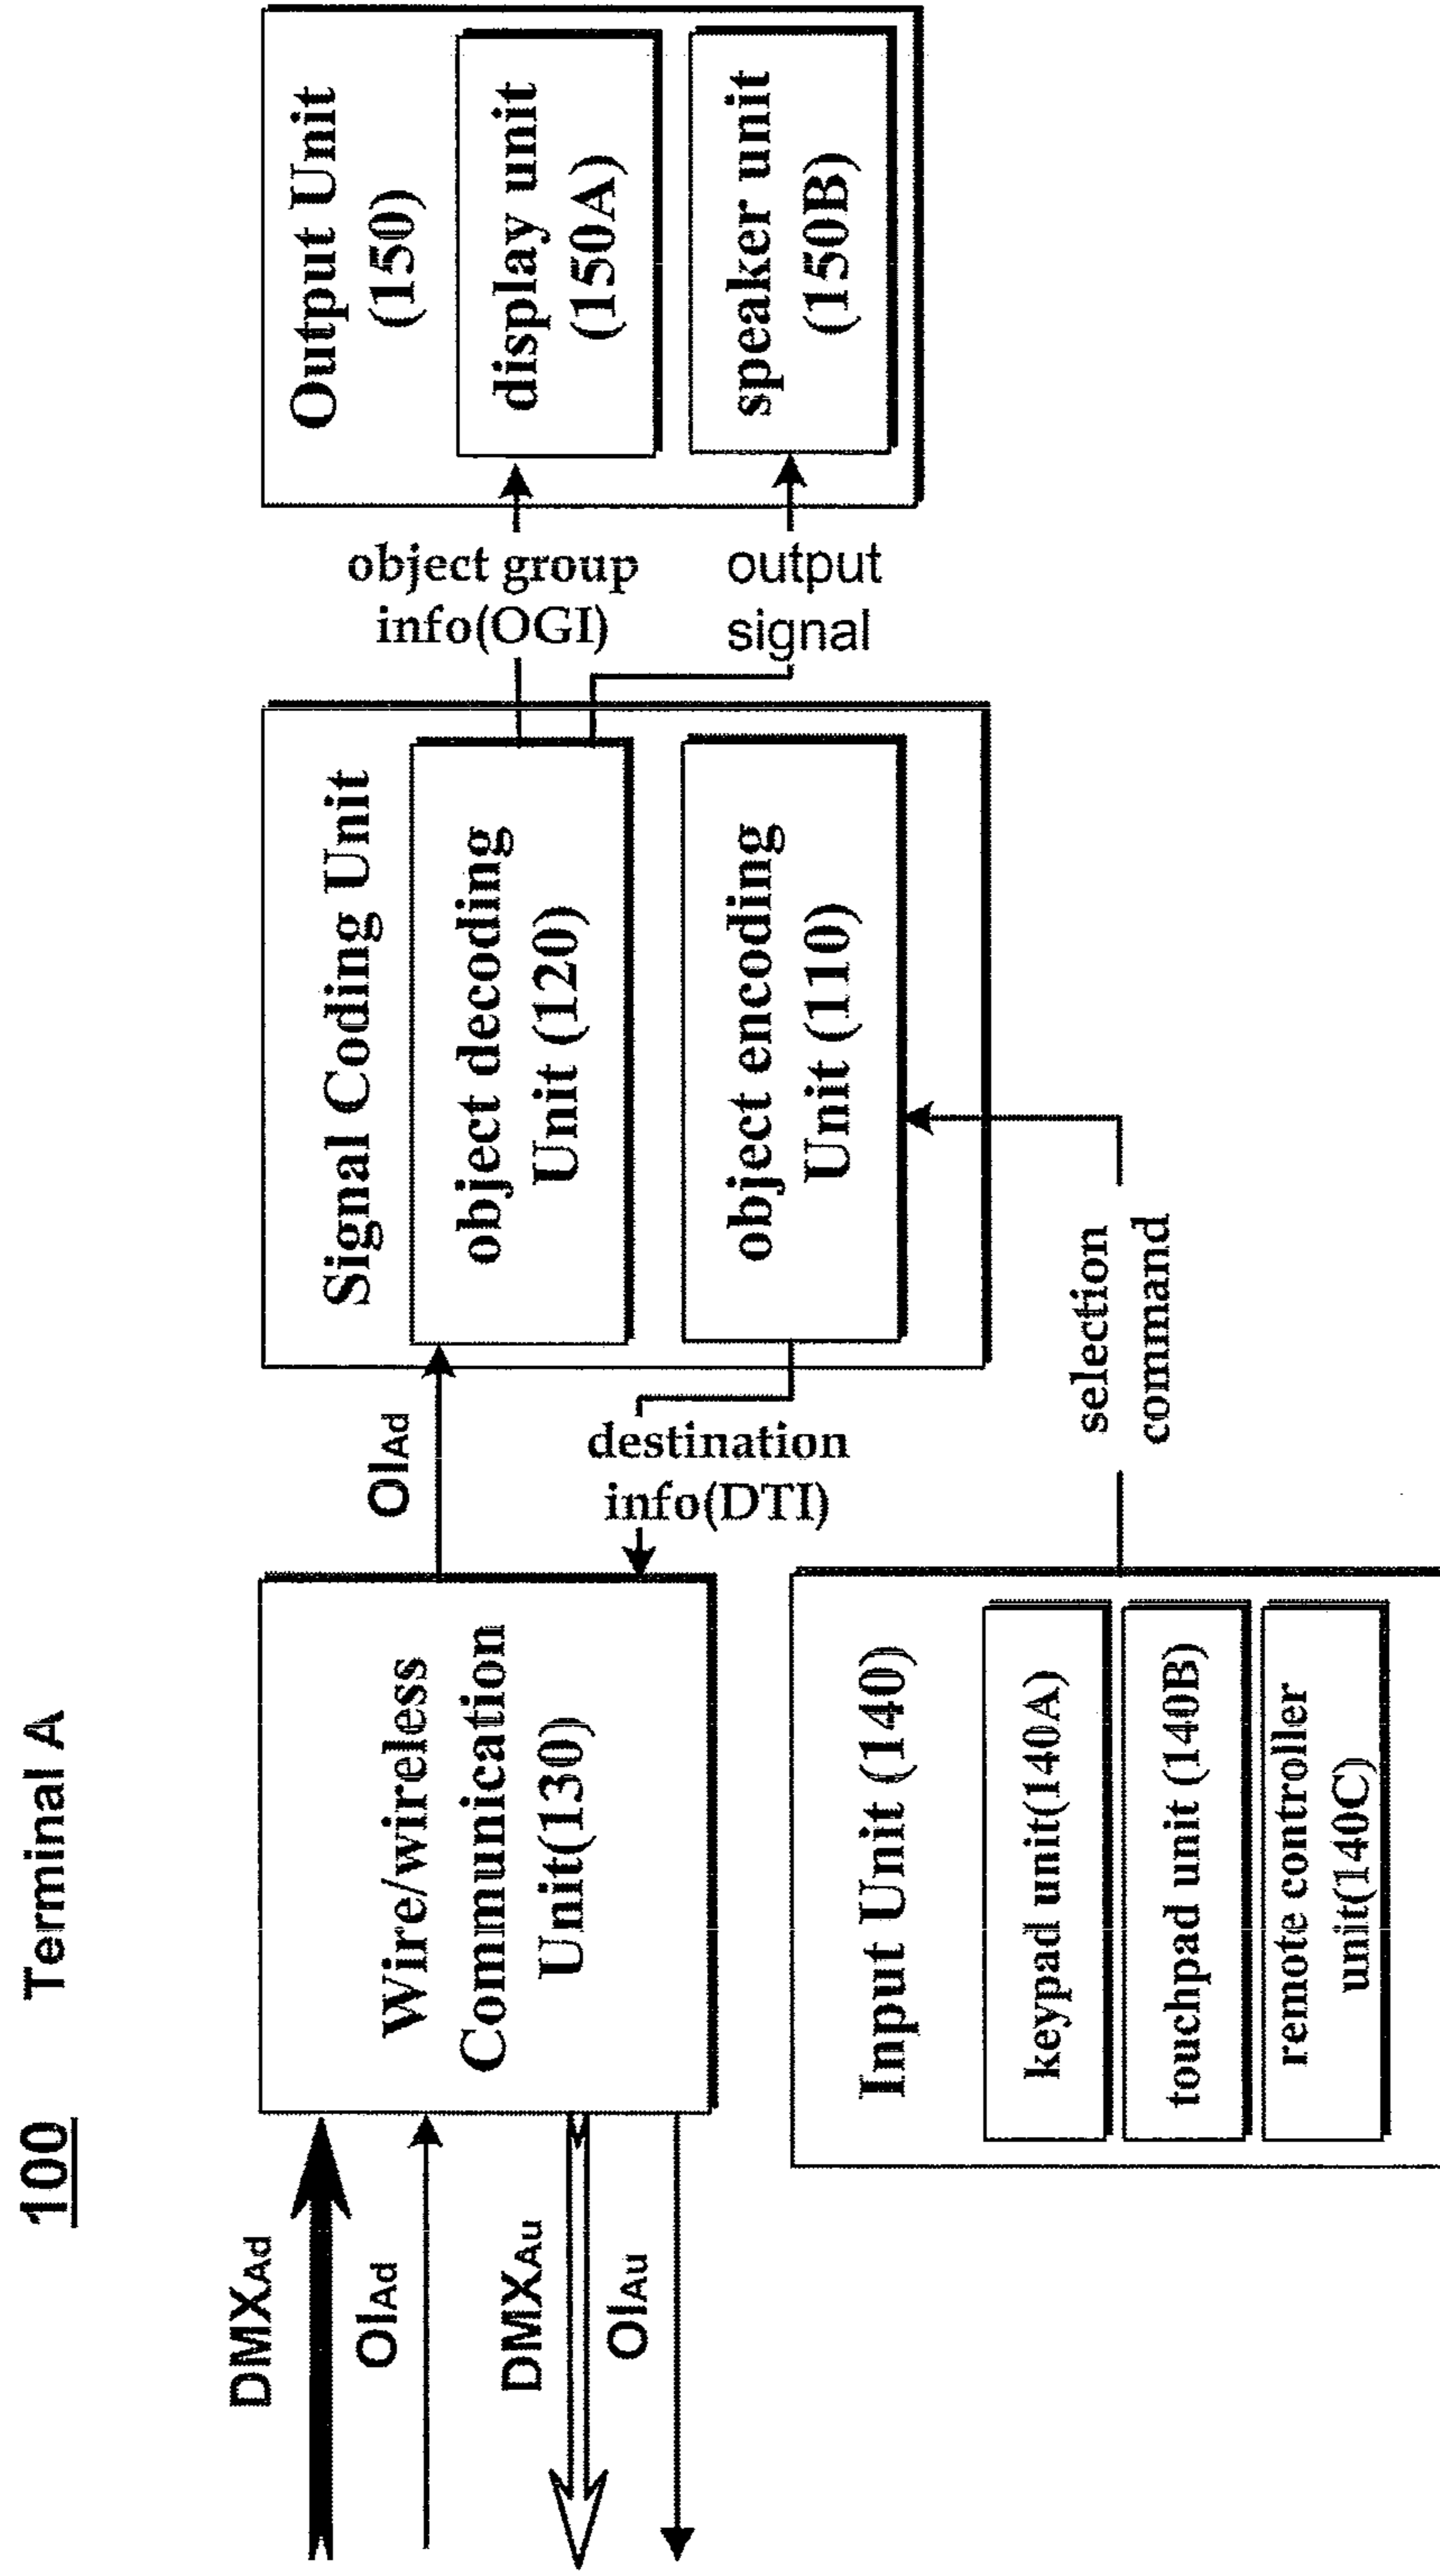 100 Terminal A
DMXAd
OIAd
DMXAu
OIAu
Wire/wireless
Communication
Unit(130)
OIAd
destination
info(DTI)
Signal Coding Unit
object decoding
Unit (120)
object encoding
Unit (110)
object group
info(OGI)
output
signal
Output Unit
(150)
display unit
(150A)
speaker unit
(150B)
Input Unit (140)
keypad unit(140A)
touchpad unit (140B)
remote controller
unit(140C)
selection
command